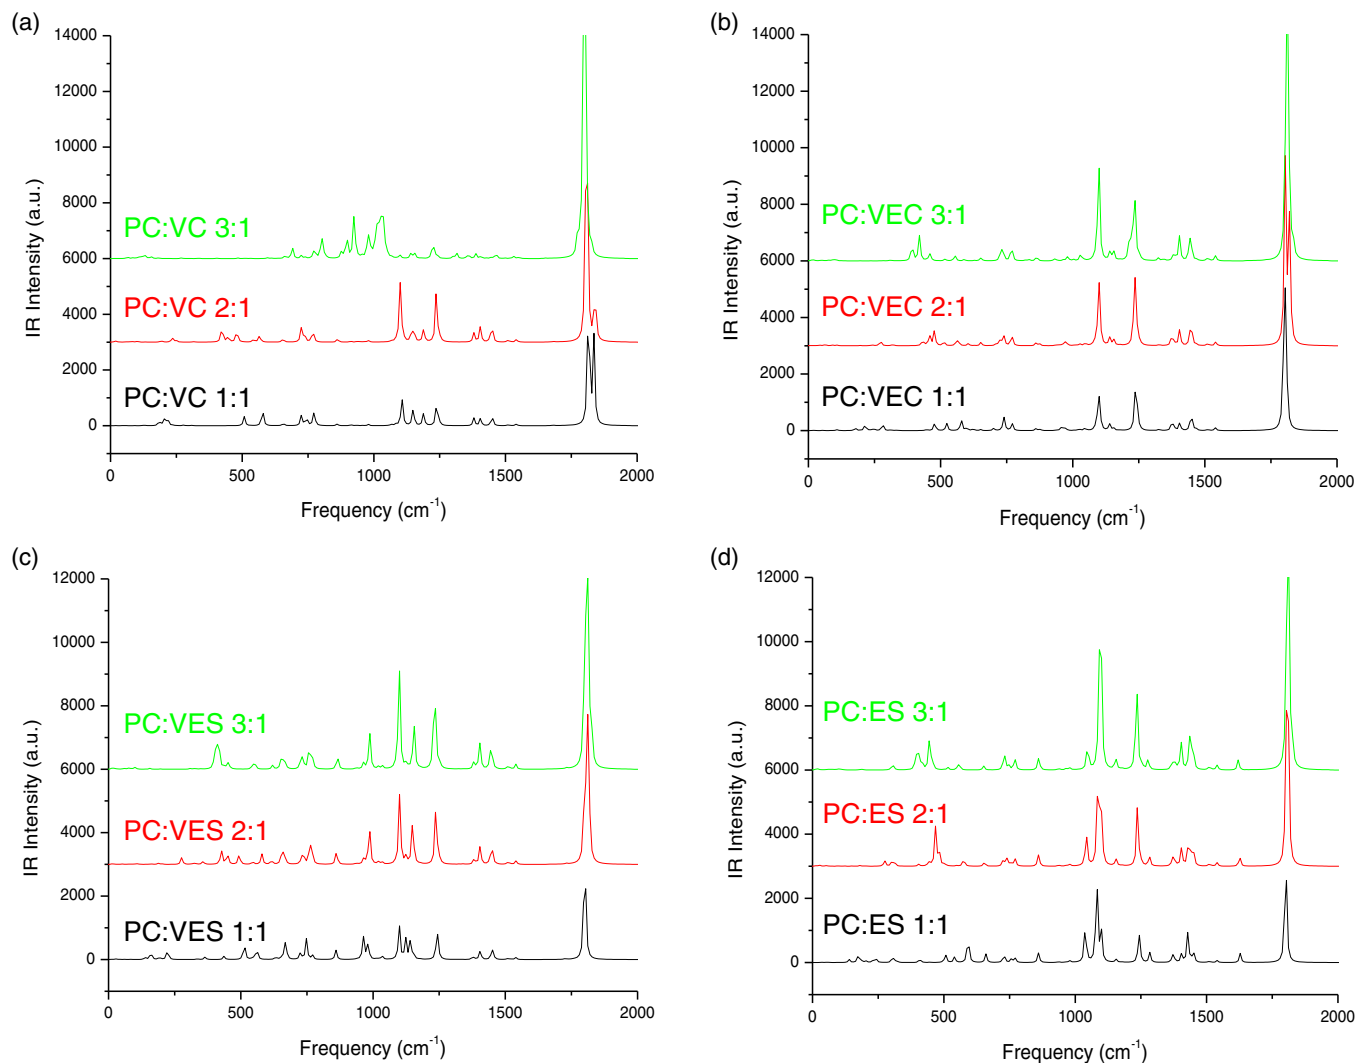 (a)
14000
12000
10000
8000
6000
4000
2000
0
IR Intensity (a.u.)
PC:VC 3:1
PC:VC 2:1
PC:VC 1:1
0
500
1000
1500
2000
Frequency (cm-1)
(b)
14000
12000
10000
8000
6000
4000
2000
0
IR Intensity (a.u.)
PC:VEC 3:1
PC:VEC 2:1
PC:VEC 1:1
0
500
1000
1500
2000
Frequency (cm-1)
(c)
12000
10000
8000
6000
4000
2000
0
IR Intensity (a.u.)
PC:VES 3:1
PC:VES 2:1
PC:VES 1:1
0
500
1000
1500
2000
Frequency (cm-1)
(d)
12000
10000
8000
6000
4000
2000
0
IR Intensity (a.u.)
PC:ES 3:1
PC:ES 2:1
PC:ES 1:1
0
500
1000
1500
2000
Frequency (cm-1)